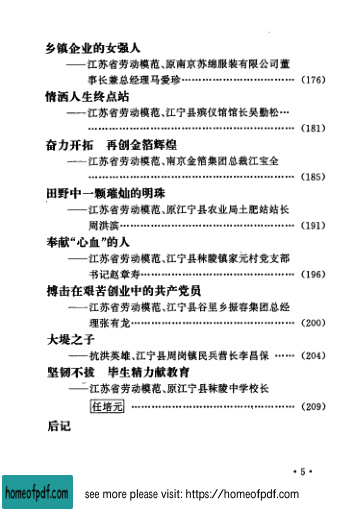 乡镇企业的女强人
——江苏省劳动模范、原南京苏绵服装有限公司董
事长兼总经理马爱珍……………………………（176）
情洒人生终点站
——江苏省劳动模范、江宁县殡仪馆馆长吴勤松…
……………………………………………………（181）
奋力开拓　再创金箔辉煌
——江苏省劳动模范、南京金箔集团总裁江宝全
……………………………………………………（185）
田野中一颗璀灿的明珠
——江苏省劳动模范、原江宁县农业局土肥站站长
周洪滨……………………………………………（191）
奉献“心血”的人
——江苏省劳动模范、江宁县秣陵镇家元村党支部
书记赵章寿………………………………………（196）
搏击在艰苦创业中的共产党员
——江苏省劳动模范、江宁县谷里乡振容集团总经
理张有龙…………………………………………（200）
大堤之子
——抗洪英雄、江宁县周岗镇民兵营长李昌保 ……（204）
坚韧不拔　毕生精力献教育
——江苏省劳动模范、原江宁县秣陵中学校长
任培元 ……………………………………………（209）
后记
·5·
homeofpdf.com see more please visit: https://homeofpdf.com